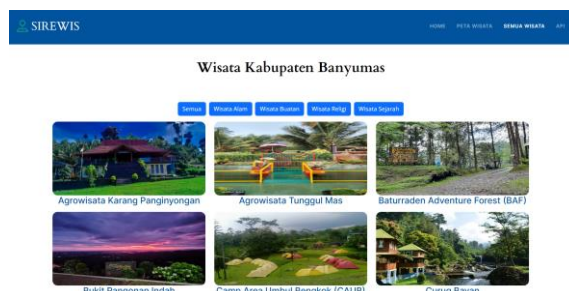 SIREWIS
HOME PETA WISATA SEMUA WISATA API
Wisata Kabupaten Banyumas
Semua Wisata Alam Wisata Buatan Wisata Religi Wisata Sejarah
Agrowisata Karang Panginyongan Agrowisata Tunggul Mas Baturraden Adventure Forest (BAF)
Bukit Pangonan Indah Camp Area Umbul Bengkok (CAUB) Curug Bayan